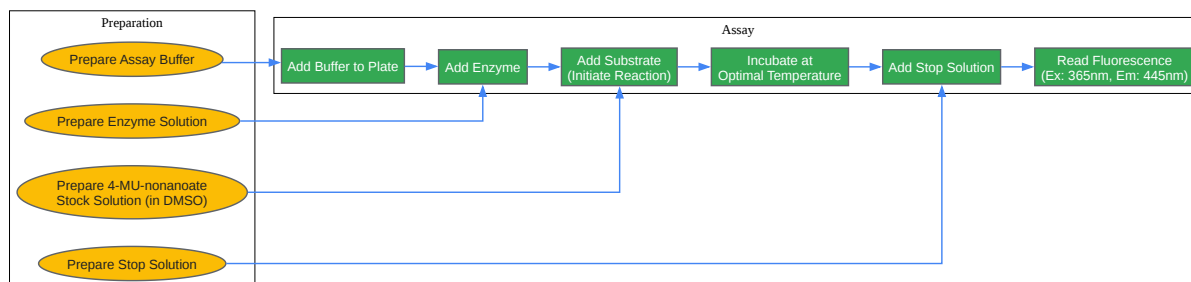 Preparation
Prepare Assay Buffer
Prepare Enzyme Solution
Prepare 4-MU-nonanoate
Stock Solution (in DMSO)
Prepare Stop Solution
Assay
Add Buffer to Plate
Add Enzyme
Add Substrate
(Initiate Reaction)
Incubate at
Optimal Temperature
Add Stop Solution
Read Fluorescence
(Ex: 365nm, Em: 445nm)